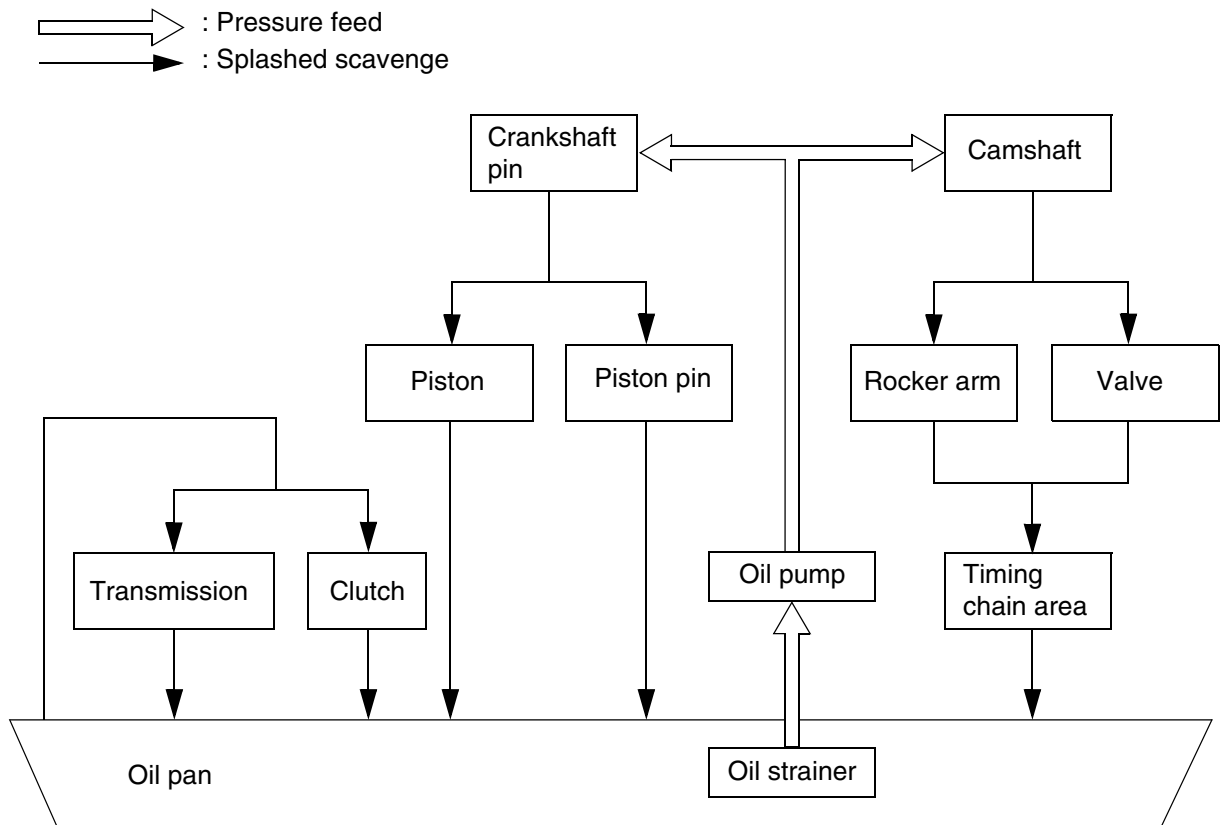 : Pressure feed
: Splashed scavenge
Crankshaft
pin
Camshaft
Piston
Piston pin
Rocker arm
Valve
Transmission
Clutch
Oil pump
Timing
chain area
Oil pan
Oil strainer